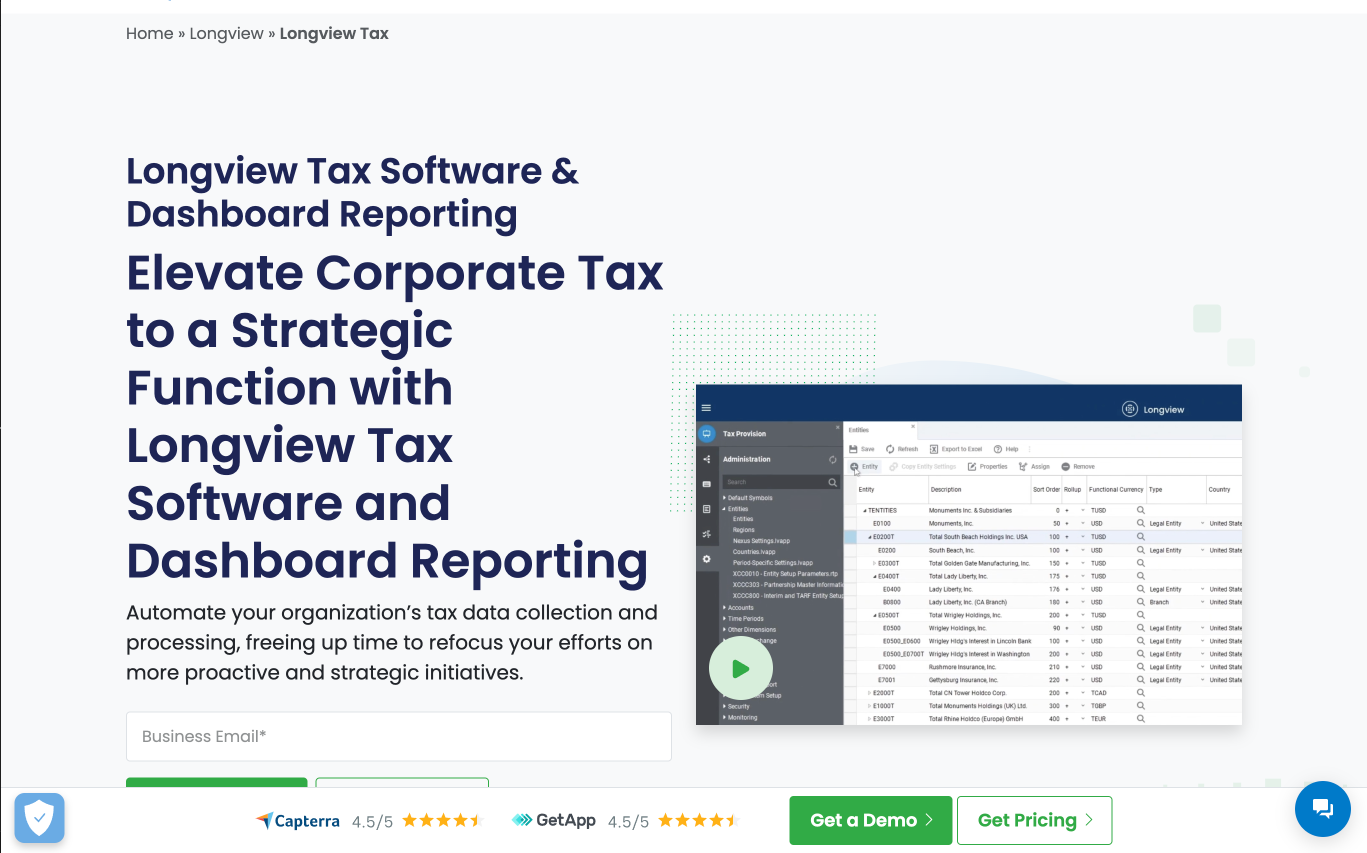 Home » Longview » Longview Tax
Longview Tax Software &
Dashboard Reporting
Elevate Corporate Tax
to a Strategic
Function with
Longview Tax
Software and
Dashboard Reporting
Automate your organization’s tax data collection and
processing, freeing up time to refocus your efforts on
more proactive and strategic initiatives.
Business Email*
Longview
Tax Provision
Administration
Search
Default Symbols
Entities
Entities
Regions
Nexus Settings.lvapp
Countries.lvapp
Period-Specific Settings.lvapp
XCC0010 - Entity Setup Parameters.rtp
XCCC303 - Partnership Master Informati
XCC800 - Interim and TARF Entity Setup
Accounts
Time Periods
Other Dimensions
Security
Monitoring
Entities
Save Refresh Export to Excel Help
Entity Copy Entity Settings Properties Assign Remove
Entity Description Sort Order Rollup Functional Currency Type Country
TENTITIES Monuments Inc. & Subsidiaries 0 + TUSD
E0100 Monuments, Inc. 50 + USD Legal Entity United State
E0200T Total South Beach Holdings Inc. USA 100 + TUSD
E0200 South Beach, Inc. 100 + USD Legal Entity United State
E0300T Total Golden Gate Manufacturing, Inc. 150 + TUSD
E0400T Total Lady Liberty, Inc. 175 + TUSD
E0400 Lady Liberty, Inc. 176 + USD Legal Entity United State
B0800 Lady Liberty, Inc. (CA Branch) 180 + USD Branch United State
E0500T Total Wrigley Holdings, Inc. 200 + TUSD
E0500 Wrigley Holdings, Inc. 90 + USD Legal Entity United State
E0500_E0600 Wrigley Hldg's Interest in Lincoln Bank 100 + USD Legal Entity United State
E0500_E0700T Wrigley Hldg's Interest in Washington 200 + USD Legal Entity United State
E7000 Rushmore Insurance, Inc. 210 + USD Legal Entity United State
E7001 Gettysburg Insurance, Inc. 220 + USD Legal Entity United State
E2000T Total CN Tower Holdco Corp. 200 + TCAD
E1000T Total Monuments Holdings (UK) Ltd. 300 + TGBP
E3000T Total Rhine Holdco (Europe) GmbH 400 + TEUR
Capterra 4.5/5
GetApp 4.5/5
Get a Demo
Get Pricing